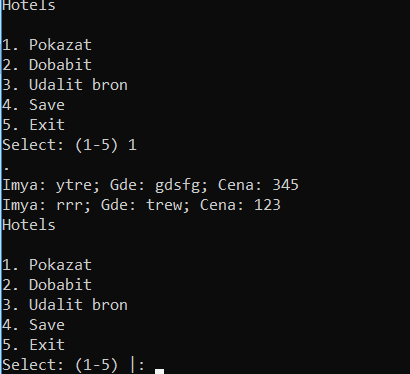 Hotels
1. Pokazat
2. Dobabit
3. Udalit bron
4. Save
5. Exit
Select: (1-5) 1
.
Imya: ytre; Gde: gdsfg; Cena: 345
Imya: rrr; Gde: trew; Cena: 123
Hotels
1. Pokazat
2. Dobabit
3. Udalit bron
4. Save
5. Exit
Select: (1-5) |: